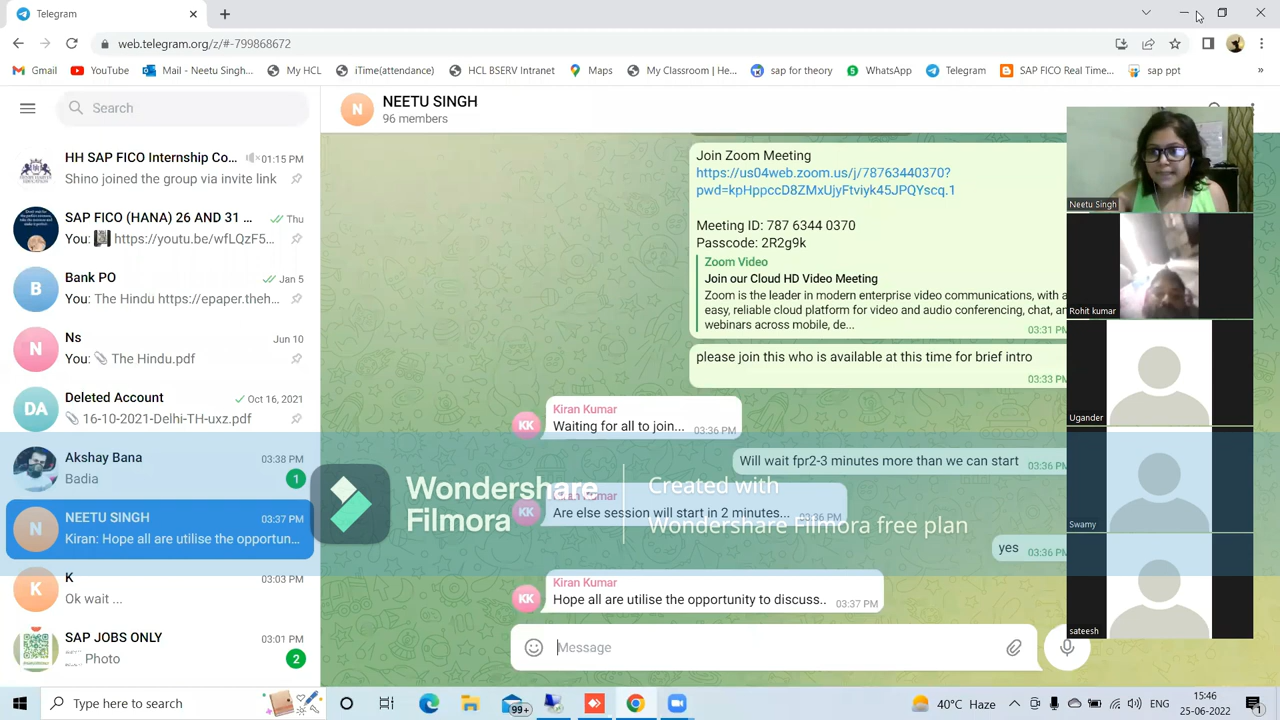 Telegram
web.telegram.org/z/#-799868672
Gmail
YouTube
Mail - Neetu Singh...
My HCL
iTime(attendance)
HCL BSERV Intranet
Maps
My Classroom | He...
sap for theory
WhatsApp
Telegram
SAP FICO Real Time...
sap ppt
»
Search
HH SAP FICO Internship Co...
01:15 PM
Shino joined the group via invite link
SAP FICO (HANA) 26 AND 31 ...
Thu
You: https://youtu.be/wfLQzF5...
B
Bank PO
Jan 5
You: The Hindu https://epaper.theh...
N
Ns
Jun 10
You: The Hindu.pdf
DA
Deleted Account
Oct 16, 2021
16-10-2021-Delhi-TH-uxz.pdf
Akshay Bana
03:38 PM
Badia
1
N
NEETU SINGH
03:37 PM
Kiran: Hope all are utilise the opportun...
K
K
03:03 PM
Ok wait ...
SAP JOBS ONLY
03:01 PM
Photo
2
N
NEETU SINGH
96 members
Join Zoom Meeting
https://us04web.zoom.us/j/78763440370?
pwd=kpHppccD8ZMxUjyFtviyk45JPQYscq.1
Meeting ID: 787 6344 0370
Passcode: 2R2g9k
Zoom Video
Join our Cloud HD Video Meeting
Zoom is the leader in modern enterprise video communications, with a
easy, reliable cloud platform for video and audio conferencing, chat,
webinars across mobile, de...
03:31 PM
please join this who is available at this time for brief intro
03:33 PM
KK
Kiran Kumar
Waiting for all to join...
03:36 PM
Will wait fpr2-3 minutes more than we can start
03:36 PM
KK
Kiran Kumar
Are else session will start in 2 minutes...
03:36 PM
yes
03:36 PM
KK
Kiran Kumar
Hope all are utilise the opportunity to discuss..
03:37 PM
Message
Wondershare
Filmora
Created with
Wondershare Filmora free plan
Neetu Singh
Rohit kumar
Ugander
Swamy
sateesh
Type here to search
99+
40°C Haze
ENG
15:46
25-06-2022
1